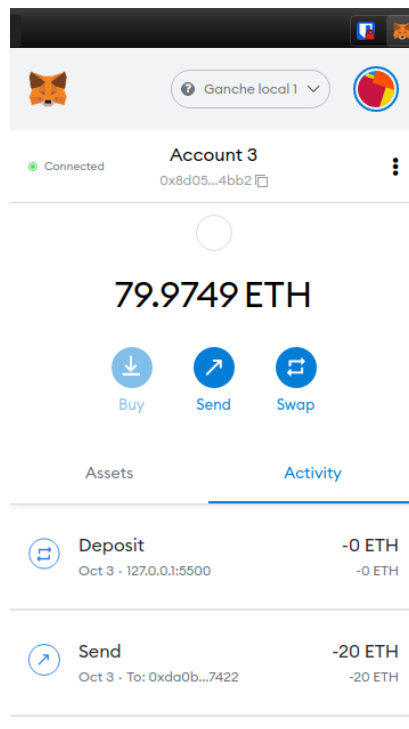 Ganche local 1
Connected
Account 3
0x8d05...4bb2
79.9749 ETH
Buy
Send
Swap
Assets
Activity
Deposit
-0 ETH
Oct 3 · 127.0.0.1:5500
-0 ETH
Send
-20 ETH
Oct 3 · To: 0xda0b...7422
-20 ETH